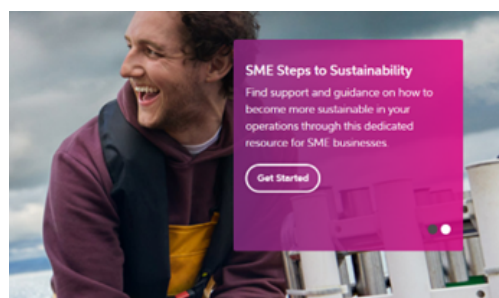 SME Steps to Sustainability
Find support and guidance on how to
become more sustainable in your
operations through this dedicated
resource for SME businesses.
Get Started